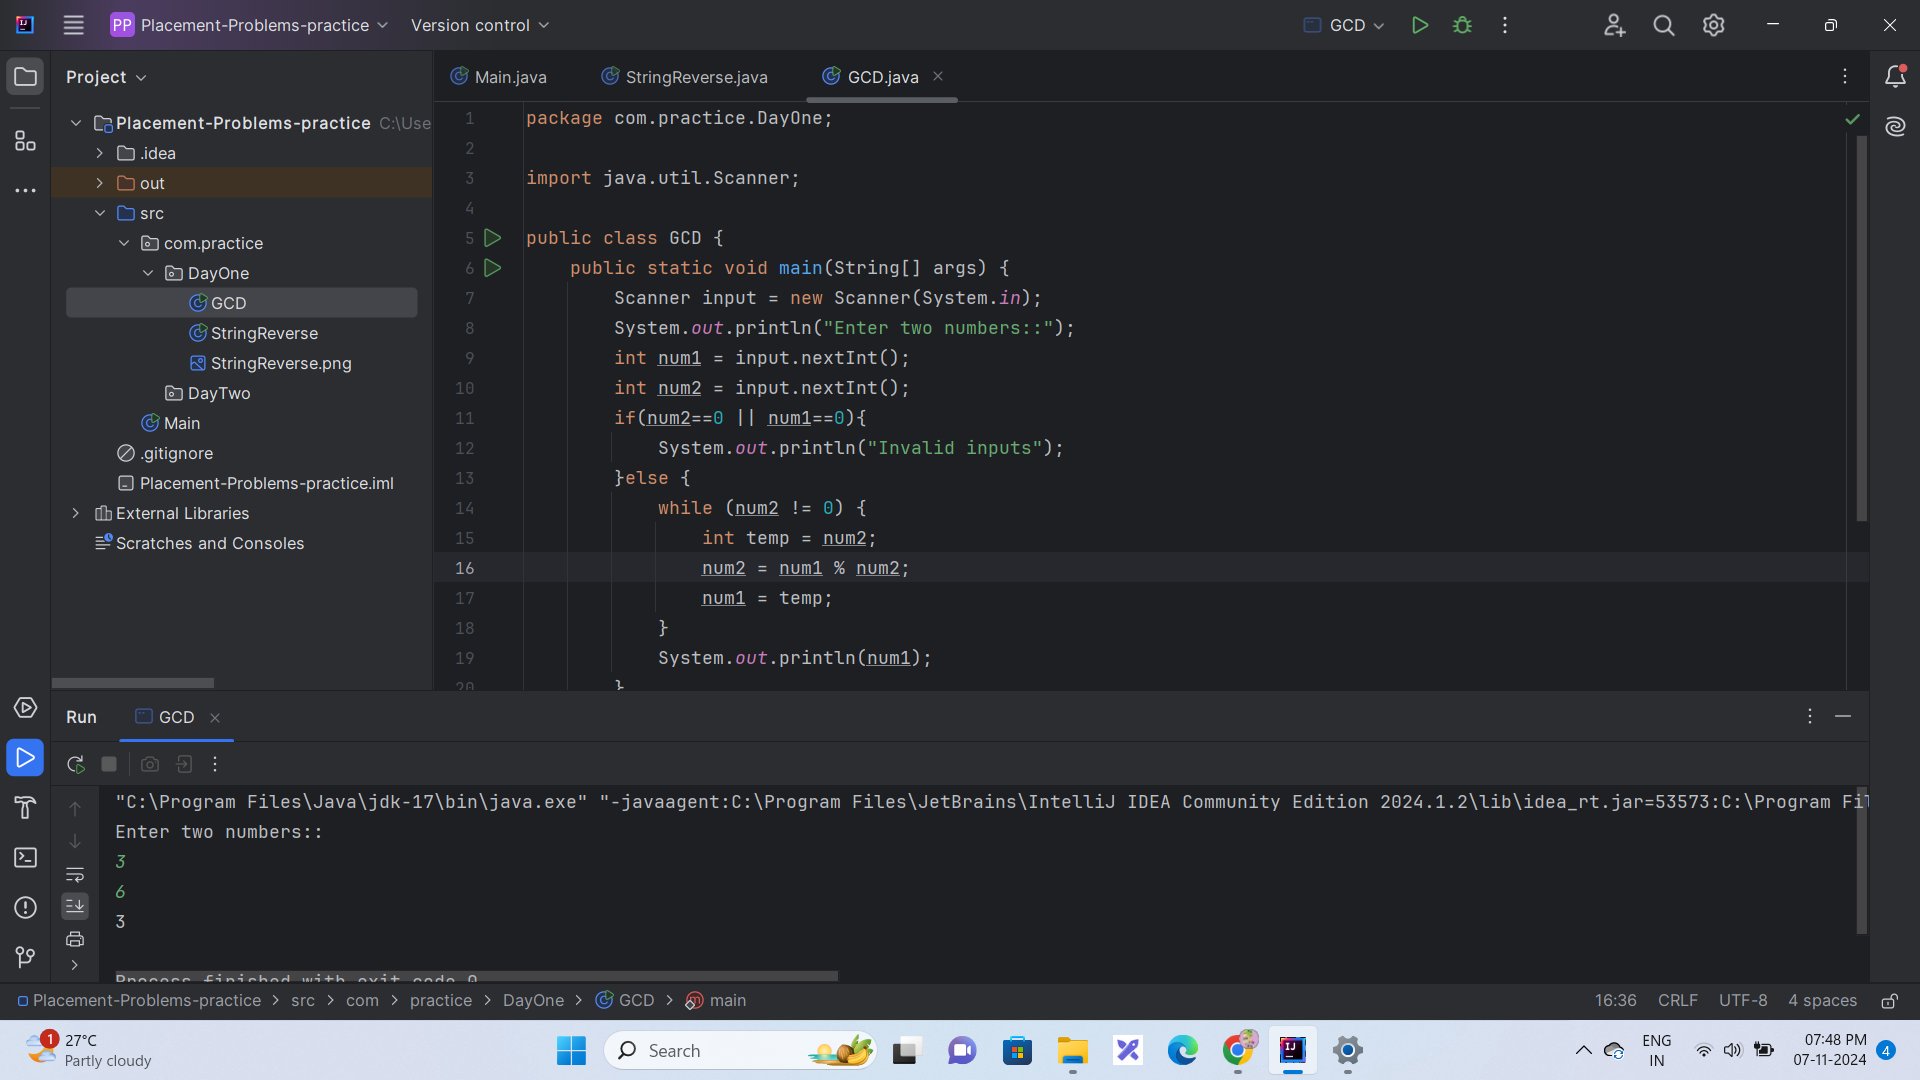 PP Placement-Problems-practice Version control GCD
Project
Main.java StringReverse.java GCD.java
Placement-Problems-practice C:\Use
.idea
out
src
com.practice
DayOne
GCD
StringReverse
StringReverse.png
DayTwo
Main
.gitignore
Placement-Problems-practice.iml
External Libraries
Scratches and Consoles
1 package com.practice.DayOne;
2
3 import java.util.Scanner;
4
5 public class GCD {
6 public static void main(String[] args) {
7 Scanner input = new Scanner(System.in);
8 System.out.println("Enter two numbers::");
9 int num1 = input.nextInt();
10 int num2 = input.nextInt();
11 if(num2==0 || num1==0){
12 System.out.println("Invalid inputs");
13 }else {
14 while (num2 != 0) {
15 int temp = num2;
16 num2 = num1 % num2;
17 num1 = temp;
18 }
19 System.out.println(num1);
20 }
Run GCD
"C:\Program Files\Java\jdk-17\bin\java.exe" "-javaagent:C:\Program Files\JetBrains\IntelliJ IDEA Community Edition 2024.1.2\lib\idea_rt.jar=53573:C:\Program Fil
Enter two numbers::
3
6
3
Process finished with exit code 0
Placement-Problems-practice > src > com > practice > DayOne > GCD > main 16:36 CRLF UTF-8 4 spaces
1 27°C
Partly cloudy
Search
ENG
IN
07:48 PM
07-11-2024
4